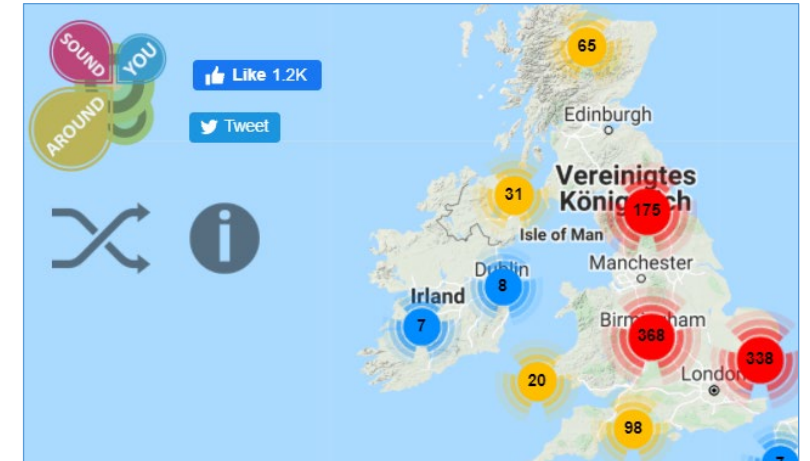 SOUND
AROUND
YOU
Like 1.2K
Tweet
65
Edinburgh
31
Vereinigtes
175
Isle of Man
Manchester
Dublin
8
Irland
7
Birmingham
368
338
London
20
98
7